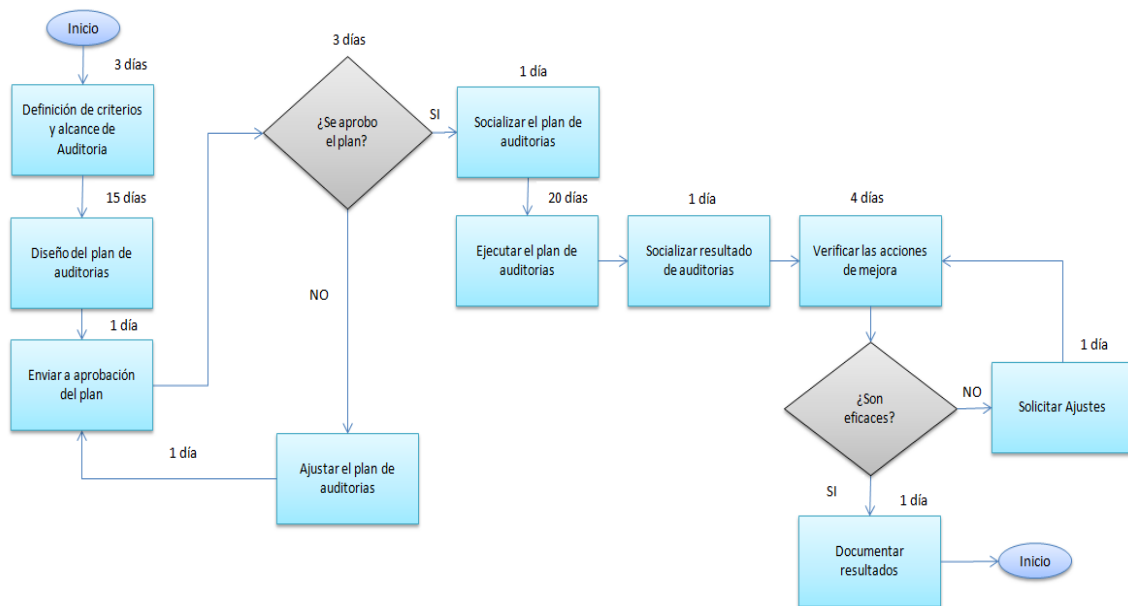 Inicio
3 días
Definición de criterios
y alcance de
Auditoria
15 días
Diseño del plan de
auditorias
1 día
Enviar a aprobación
del plan
3 días
¿Se aprobo
el plan?
SI
NO
1 día
Ajustar el plan de
auditorias
1 día
Socializar el plan de
auditorias
20 días
Ejecutar el plan de
auditorias
1 día
Socializar resultado
de auditorias
4 días
Verificar las acciones
de mejora
¿Son
eficaces?
NO
1 día
Solicitar Ajustes
SI
1 día
Documentar
resultados
Inicio